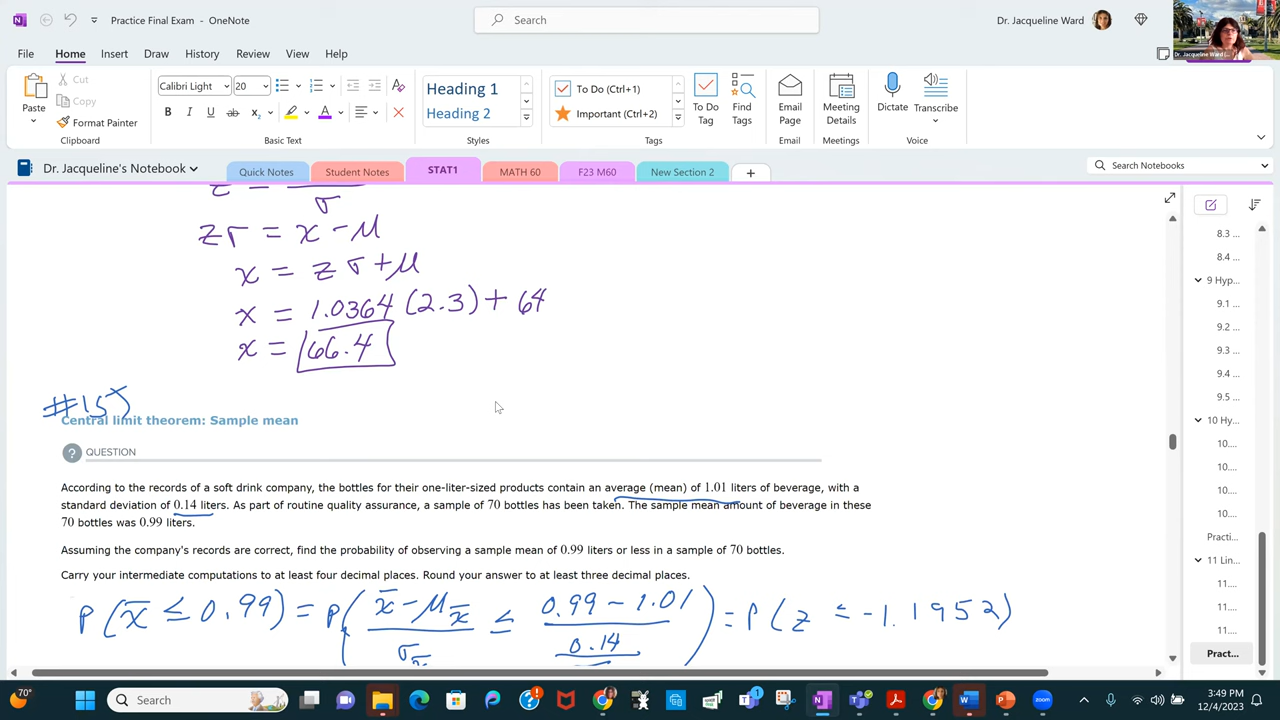 Practice Final Exam - OneNote
Search
Dr. Jacqueline Ward
Dr. Jacqueline Ward
File Home Insert Draw History Review View Help
Paste
Cut
Copy
Format Painter
Clipboard
Calibri Light 20
B I U ab x₂ A
Basic Text
Heading 1
Heading 2
Styles
To Do (Ctrl+1)
Important (Ctrl+2)
To Do Tag
Find Tags
Tags
Email Page
Email
Meeting Details
Meetings
Dictate
Transcribe
Voice
Dr. Jacqueline's Notebook
Quick Notes
Student Notes
STAT1
MATH 60
F23 M60
New Section 2
+
Search Notebooks
z = σ
zσ = x - μ
x = zσ + μ
x = 1.0364 (2.3) + 64
x = 66.4
#15)
Central limit theorem: Sample mean
? QUESTION
According to the records of a soft drink company, the bottles for their one-liter-sized products contain an average (mean) of 1.01 liters of beverage, with a
standard deviation of 0.14 liters. As part of routine quality assurance, a sample of 70 bottles has been taken. The sample mean amount of beverage in these
70 bottles was 0.99 liters.
Assuming the company's records are correct, find the probability of observing a sample mean of 0.99 liters or less in a sample of 70 bottles.
Carry your intermediate computations to at least four decimal places. Round your answer to at least three decimal places.
P(x̄ ≤ 0.99) = P( x̄ - μx̄ ≤ 0.99 - 1.01 ) = P(z ≤ -1.1952)
σx̄ 0.14
8.3 ...
8.4 ...
9 Hyp...
9.1 ...
9.2 ...
9.3 ...
9.4 ...
9.5 ...
10 Hy...
10....
10....
10....
10....
Practi...
11 Lin...
11....
11....
11....
Pract...
70°
Search
3:49 PM
12/4/2023